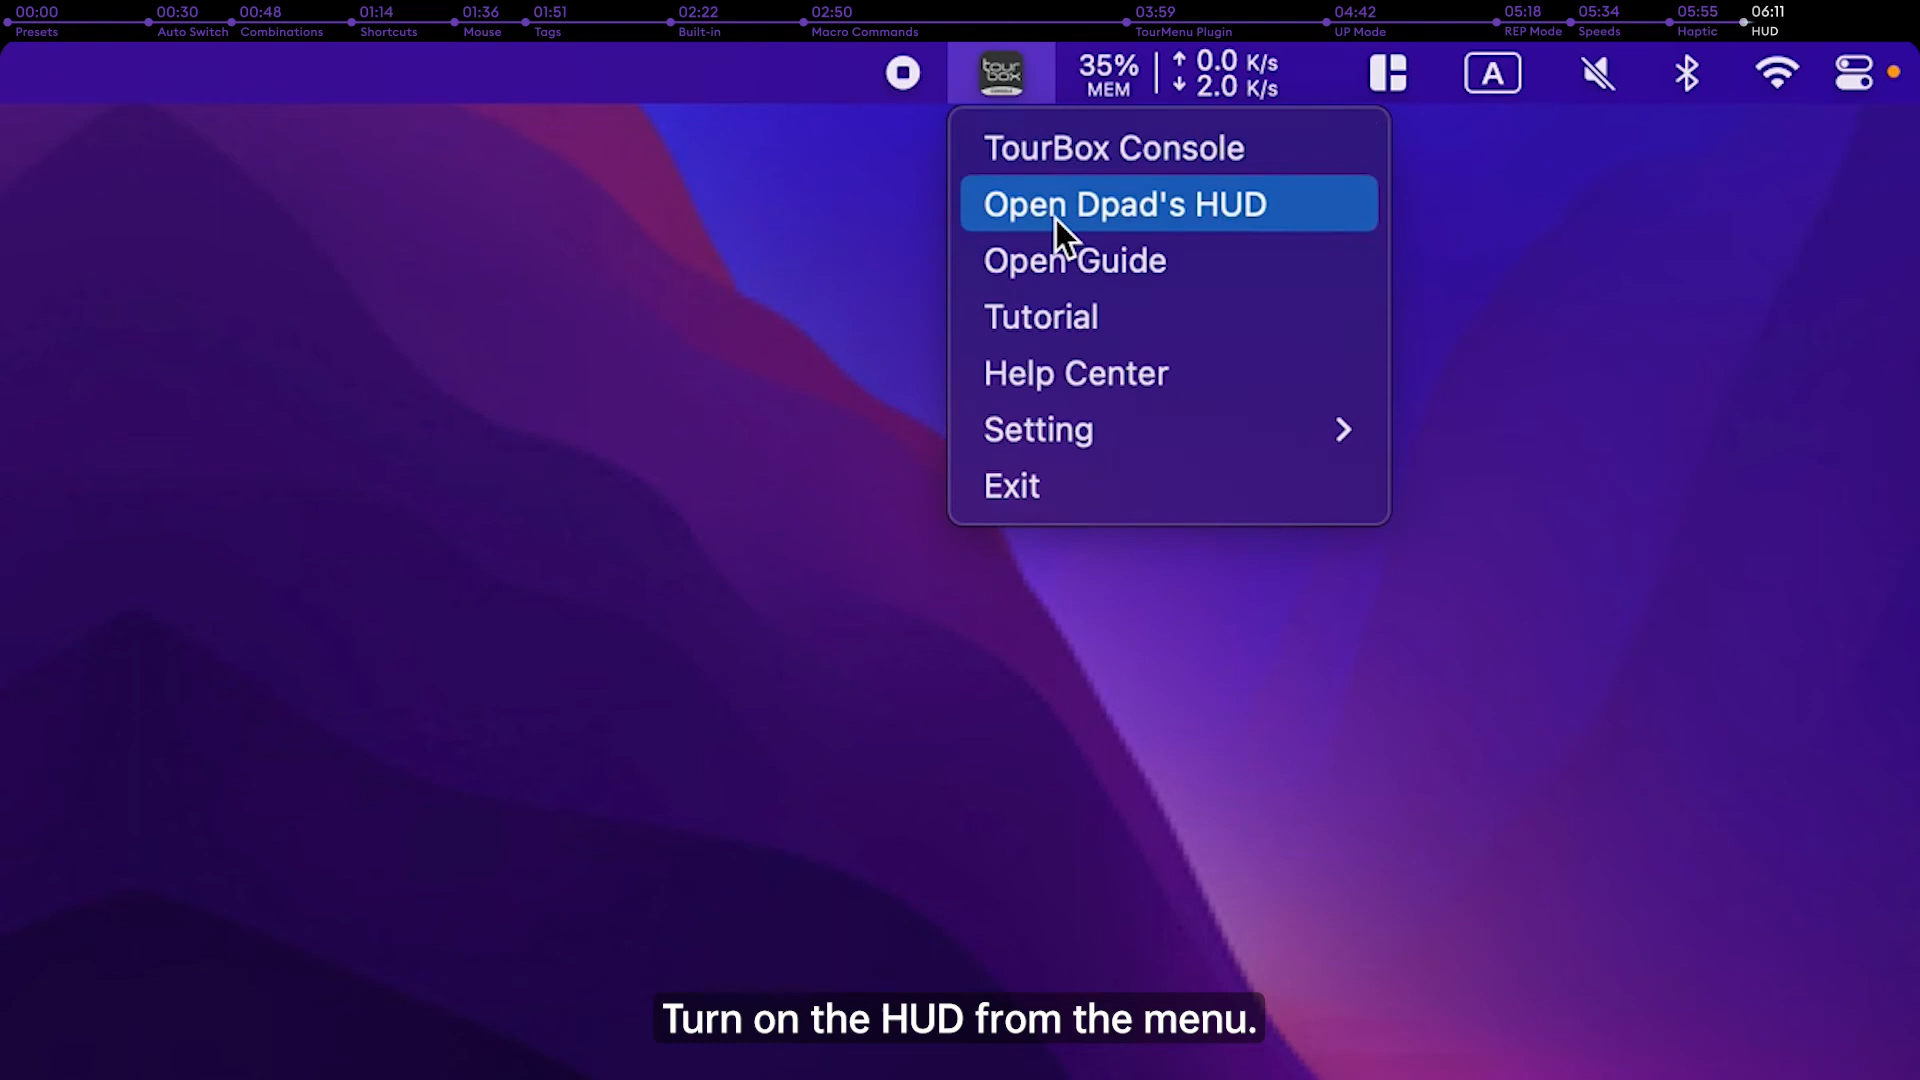 00:00 00:30 00:48 01:14 01:36 01:51 02:22 02:50 03:59 04:42 05:18 05:34 05:55 06:11
Presets Auto Switch Combinations Shortcuts Mouse Tags Built-in Macro Commands TourMenu Plugin UP Mode REP Mode Speeds Haptic HUD
tour
box
CONSOLE
35%
MEM
↑ 0.0 K/s
↓ 2.0 K/s
A
TourBox Console
Open Dpad's HUD
Open Guide
Tutorial
Help Center
Setting
Exit
Turn on the HUD from the menu.